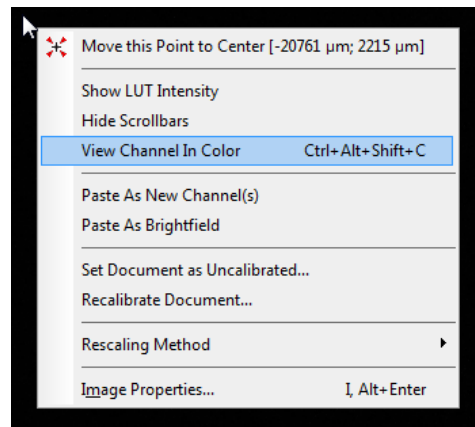 Move this Point to Center [-20761 µm; 2215 µm]
Show LUT Intensity
Hide Scrollbars
View Channel In Color Ctrl+Alt+Shift+C
Paste As New Channel(s)
Paste As Brightfield
Set Document as Uncalibrated...
Recalibrate Document...
Rescaling Method
Image Properties... I, Alt+Enter